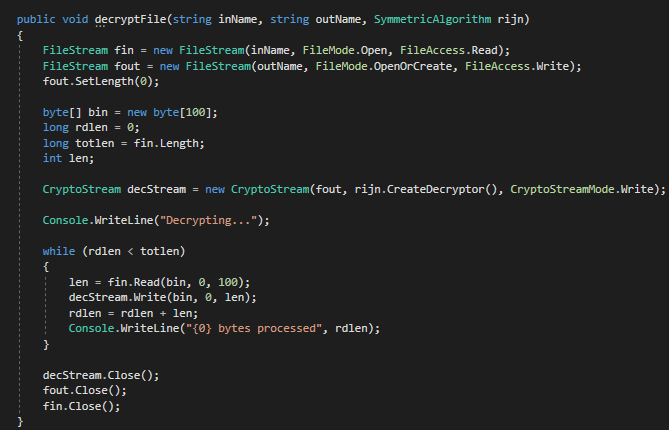 public void decryptFile(string inName, string outName, SymmetricAlgorithm rijn)
{
    FileStream fin = new FileStream(inName, FileMode.Open, FileAccess.Read);
    FileStream fout = new FileStream(outName, FileMode.OpenOrCreate, FileAccess.Write);
    fout.SetLength(0);

    byte[] bin = new byte[100];
    long rdlen = 0;
    long totlen = fin.Length;
    int len;

    CryptoStream decStream = new CryptoStream(fout, rijn.CreateDecryptor(), CryptoStreamMode.Write);

    Console.WriteLine("Decrypting...");

    while (rdlen < totlen)
    {
        len = fin.Read(bin, 0, 100);
        decStream.Write(bin, 0, len);
        rdlen = rdlen + len;
        Console.WriteLine("{0} bytes processed", rdlen);
    }

    decStream.Close();
    fout.Close();
    fin.Close();
}